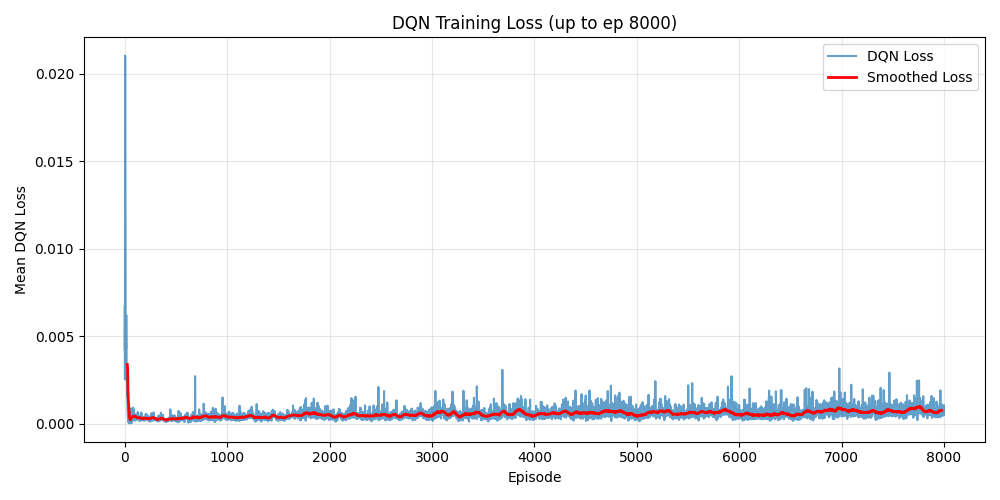 DQN Training Loss (up to ep 8000)
DQN Loss
Smoothed Loss
0.020
0.015
0.010
0.005
0.000
Mean DQN Loss
0 1000 2000 3000 4000 5000 6000 7000 8000
Episode